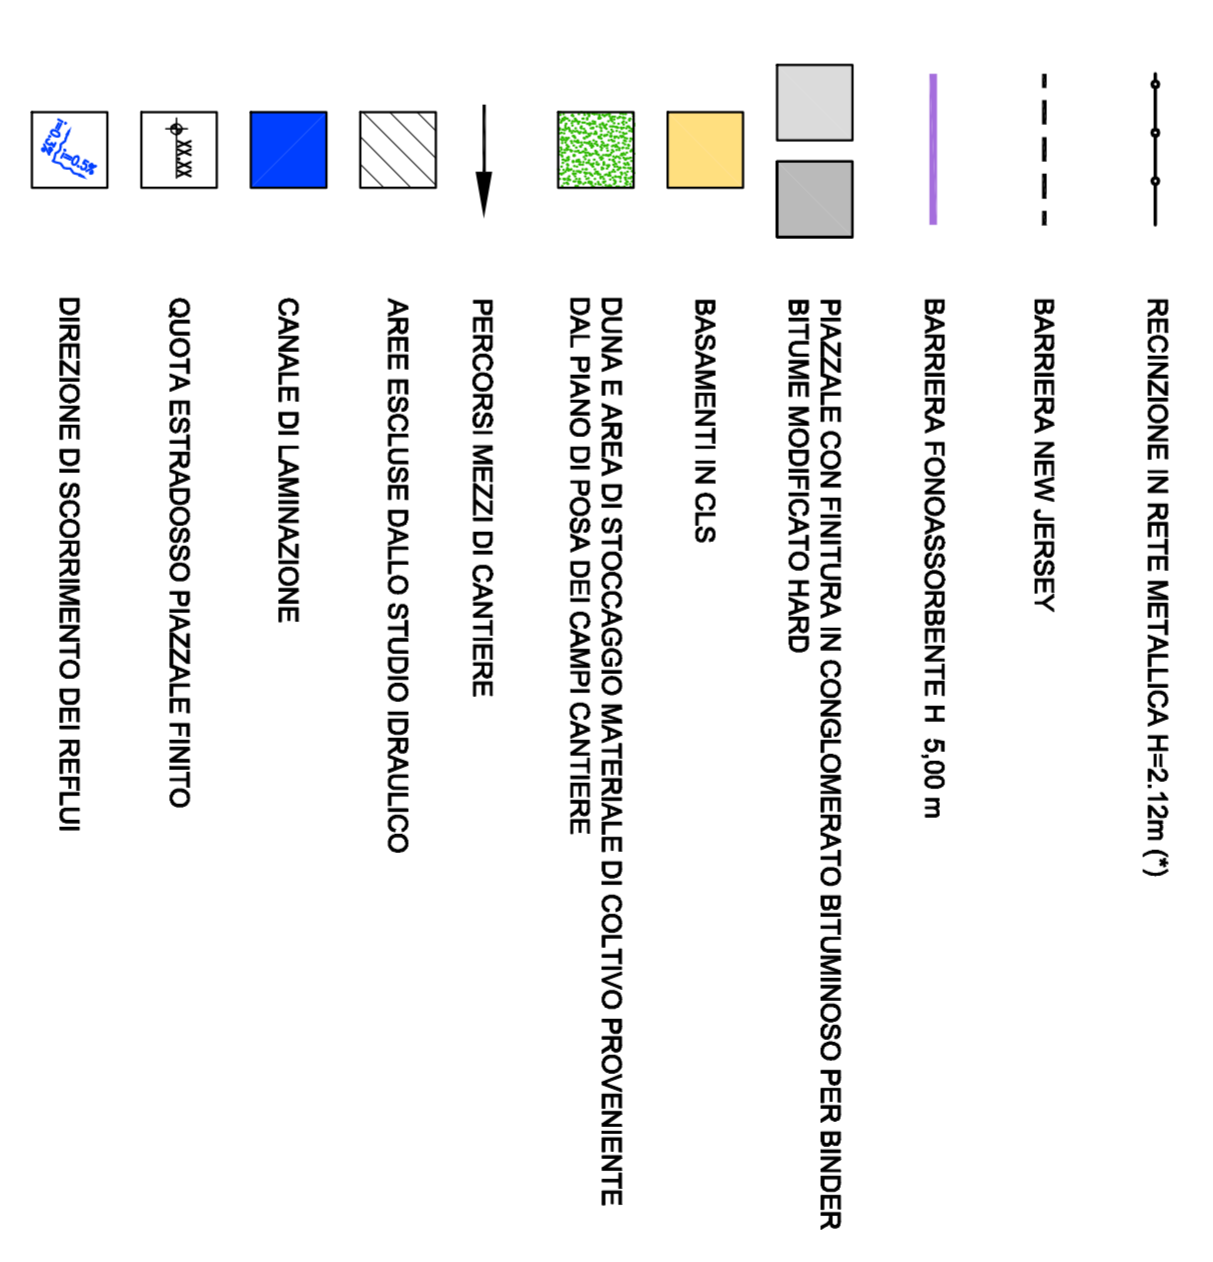 RECINZIONE IN RETE METALLICA H=2.12m (*)
BARRIERA NEW JERSEY
BARRIERA FONOASSORBENTE H 5,00 m
PIAZZALE CON FINITURA IN CONGLOMERATO BITUMINOSO PER BINDER
BITUME MODIFICATO HARD
BASAMENTI IN CLS
DUNA E AREA DI STOCCAGGIO MATERIALE DI COLTIVO PROVENIENTE
DAL PIANO DI POSA DEI CAMPI CANTIERE
PERCORSI MEZZI DI CANTIERE
AREE ESCLUSE DALLO STUDIO IDRAULICO
CANALE DI LAMINAZIONE
XX.XX
QUOTA ESTRADOSSO PIAZZALE FINITO
i=0.5%
DIREZIONE DI SCORRIMENTO DEI REFLUI